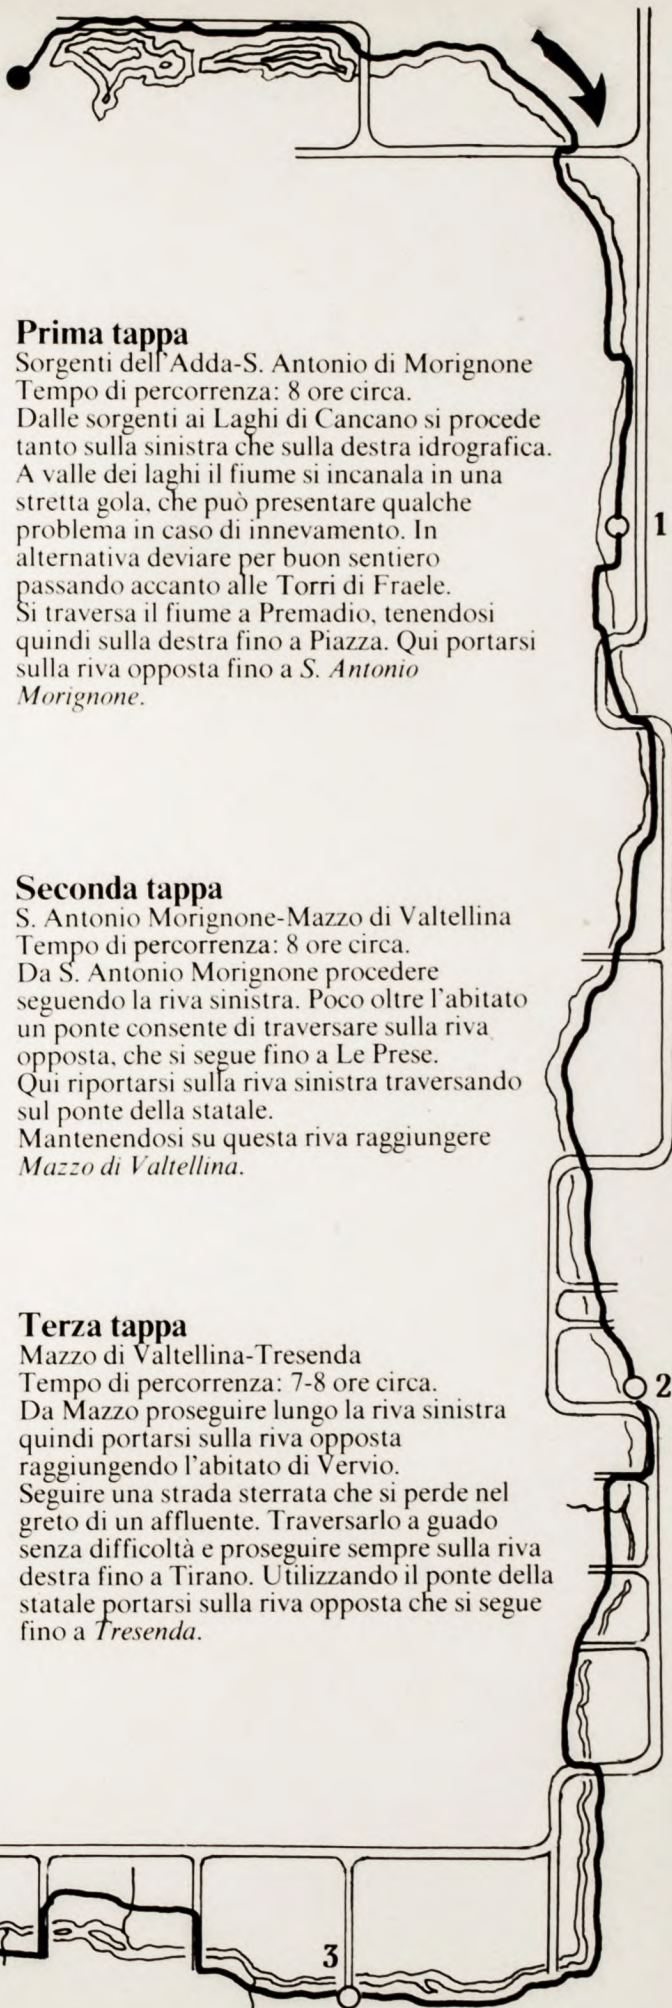 Prima tappa
Sorgenti dell'Adda-S. Antonio di Morignone
Tempo di percorrenza: 8 ore circa.
Dalle sorgenti ai Laghi di Cancano si procede
tanto sulla sinistra che sulla destra idrografica.
A valle dei laghi il fiume si incanala in una
stretta gola, che può presentare qualche
problema in caso di innevamento. In
alternativa deviare per buon sentiero
passando accanto alle Torri di Fraele.
Si traversa il fiume a Premadio, tenendosi
quindi sulla destra fino a Piazza. Qui portarsi
sulla riva opposta fino a S. Antonio
Morignone.
1
Seconda tappa
S. Antonio Morignone-Mazzo di Valtellina
Tempo di percorrenza: 8 ore circa.
Da S. Antonio Morignone procedere
seguendo la riva sinistra. Poco oltre l'abitato
un ponte consente di traversare sulla riva
opposta, che si segue fino a Le Prese.
Qui riportarsi sulla riva sinistra traversando
sul ponte della statale.
Mantenendosi su questa riva raggiungere
Mazzo di Valtellina.
Terza tappa
Mazzo di Valtellina-Tresenda
Tempo di percorrenza: 7-8 ore circa.
2
Da Mazzo proseguire lungo la riva sinistra
quindi portarsi sulla riva opposta
raggiungendo l'abitato di Vervio.
Seguire una strada sterrata che si perde nel
greto di un affluente. Traversarlo a guado
senza difficoltà e proseguire sempre sulla riva
destra fino a Tirano. Utilizzando il ponte della
statale portarsi sulla riva opposta che si segue
fino a Tresenda.
3